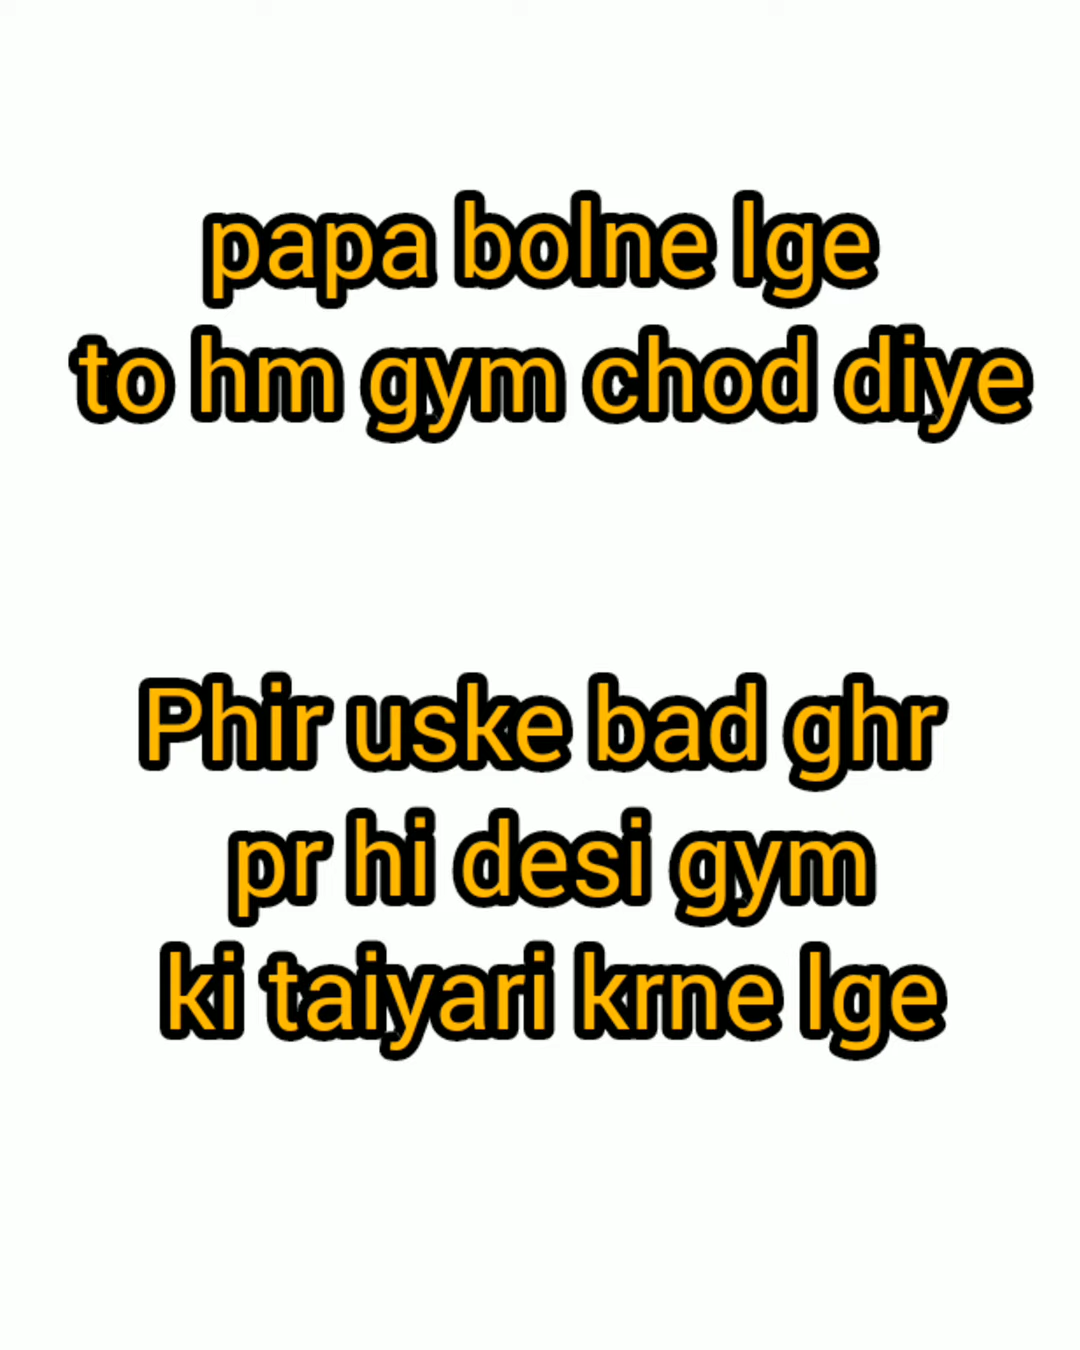 papa bolne lge
to hm gym chod diye
Phir uske bad ghr
pr hi desi gym
ki taiyari krne lge